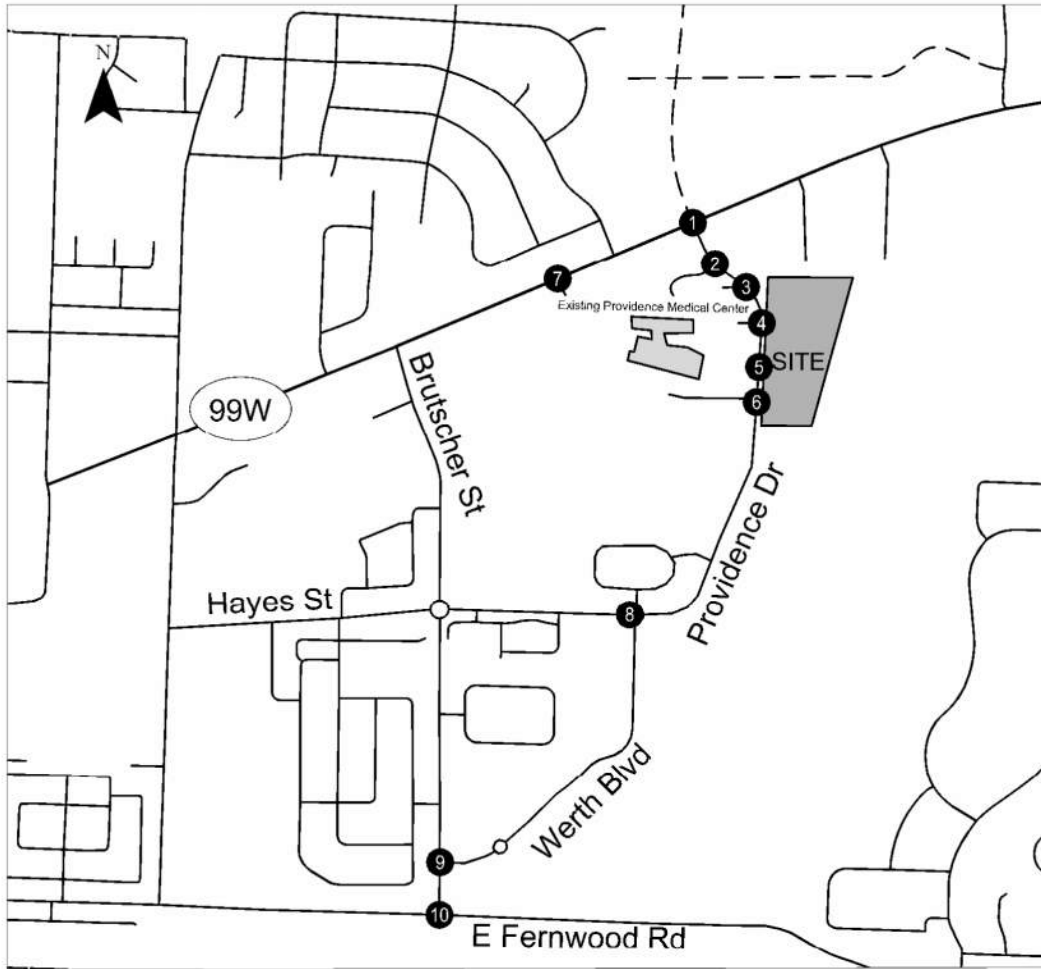 N
1
2
3
7
Existing Providence Medical Center
4
5
SITE
6
99W
Brutscher St
Providence Dr
Hayes St
8
Werth Blvd
9
10
E Fernwood Rd